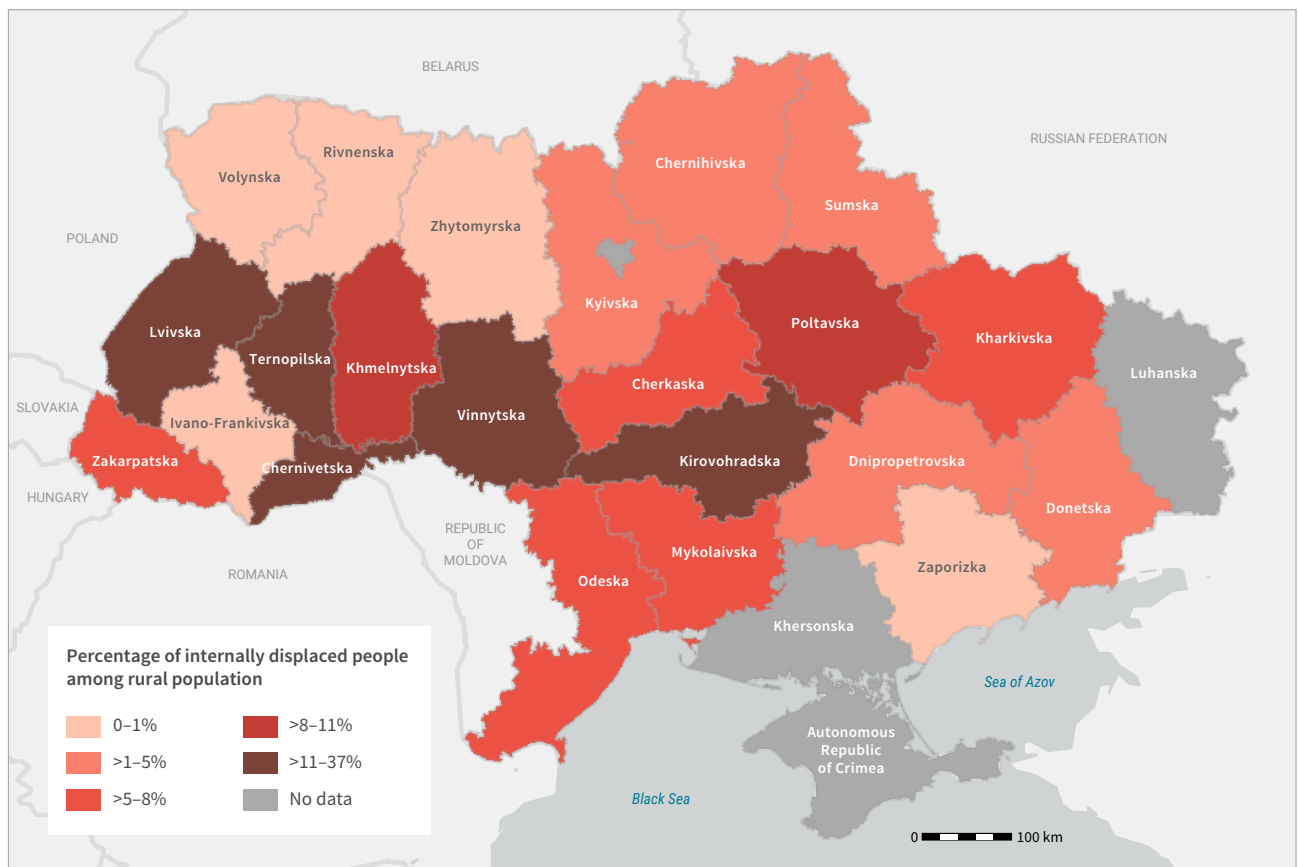 BELARUS
RUSSIAN FEDERATION
POLAND
SLOVAKIA
HUNGARY
ROMANIA
REPUBLIC
OF
MOLDOVA
Volynska
Rivnenska
Zhytomyrska
Chernihivska
Sumska
Kyivska
Lvivska
Ternopilska
Khmelnytska
Poltavska
Kharkivska
Luhanska
Cherkaska
Vinnytska
Ivano-Frankivska
Zakarpatska
Chernivetska
Kirovohradska
Dnipropetrovska
Donetska
Mykolaivska
Odeska
Zaporizka
Khersonska
Autonomous
Republic
of Crimea
Sea of Azov
Black Sea
Percentage of internally displaced people
among rural population
0–1%
>1–5%
>5–8%
>8–11%
>11–37%
No data
0 100 km